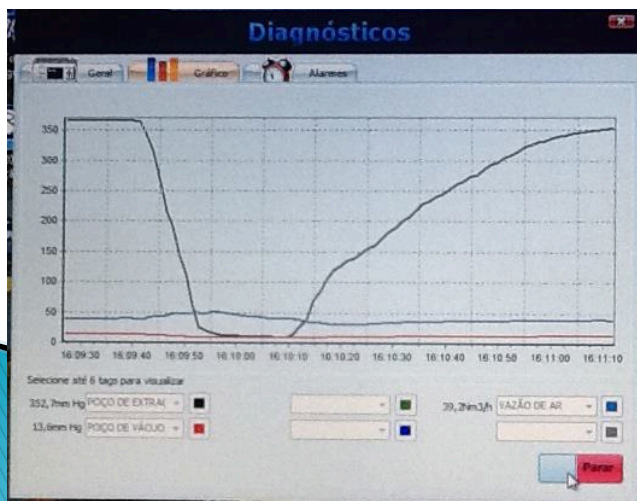 Diagnósticos
Geral Gráfico Alarmes
350
300
250
200
150
100
50
0
16:09:30 16:09:40 16:09:50 16:10:00 16:10:10 16:10:20 16:10:30 16:10:40 16:10:50 16:11:00 16:11:10
Selecione até 6 tags para visualizar
352,7mm Hg POÇO DE EXTRA( 39,2Nm3/h VAZÃO DE AR
13,6mm Hg POÇO DE VÁCUO
Parar